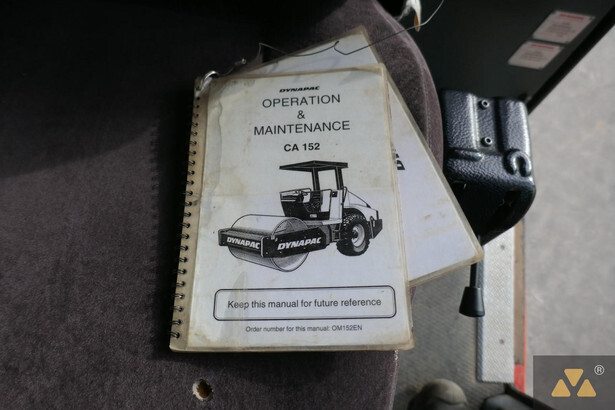 DYNAPAC
OPERATION
&
MAINTENANCE
CA 152
DYNAPAC
DYNAPAC
Keep this manual for future reference
Order number for this manual: OM152EN
®